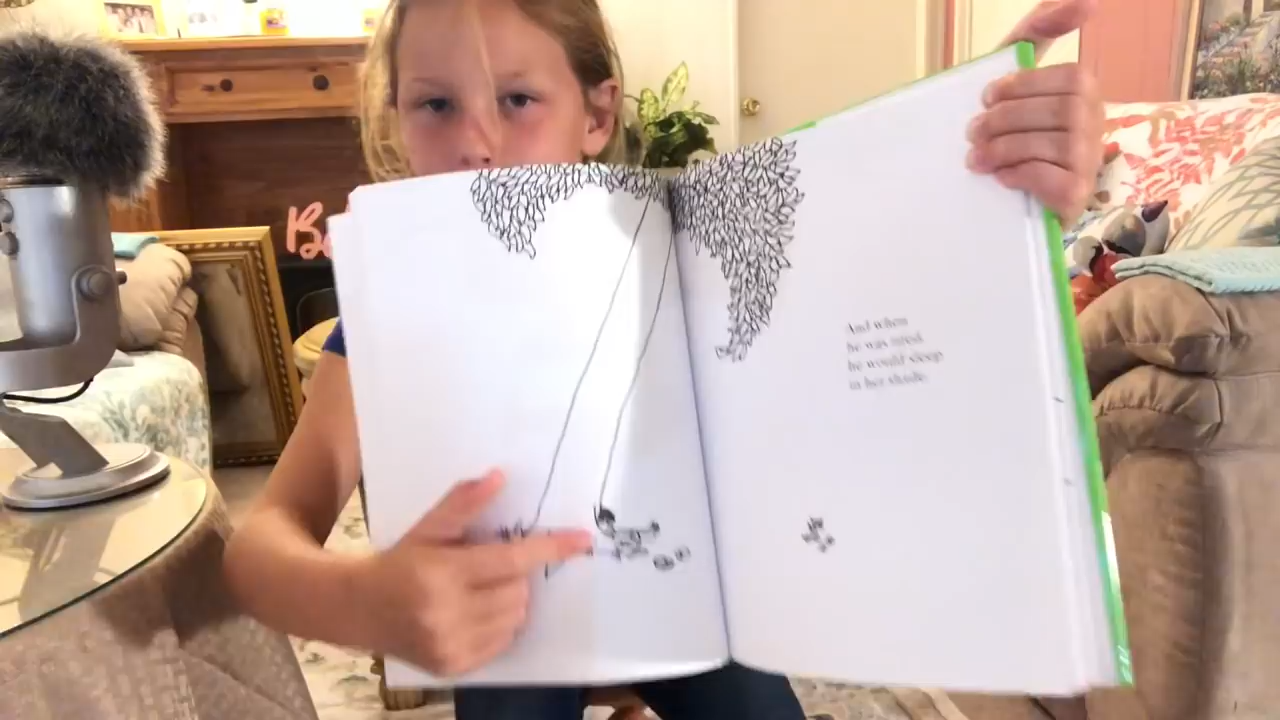 And when
he was tired,
he would sleep
in her shade.